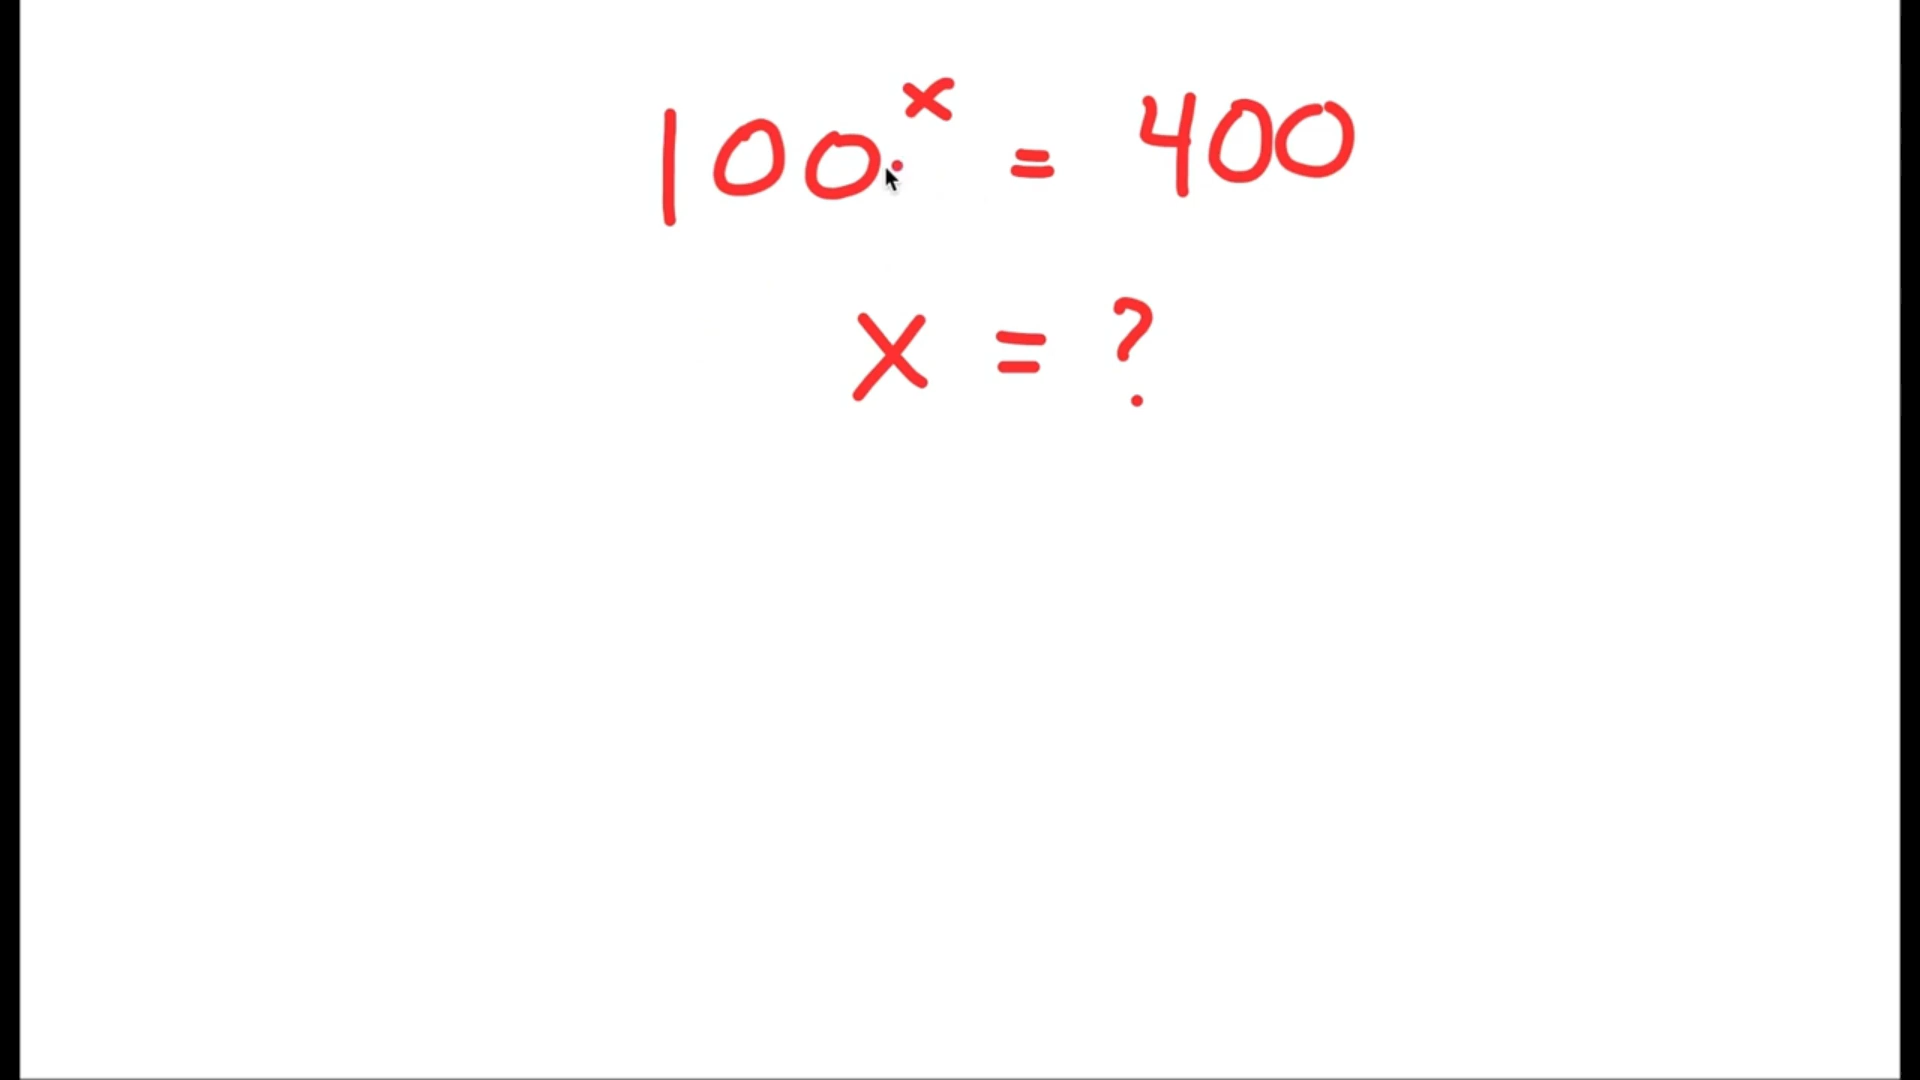 100^x = 400
x = ?